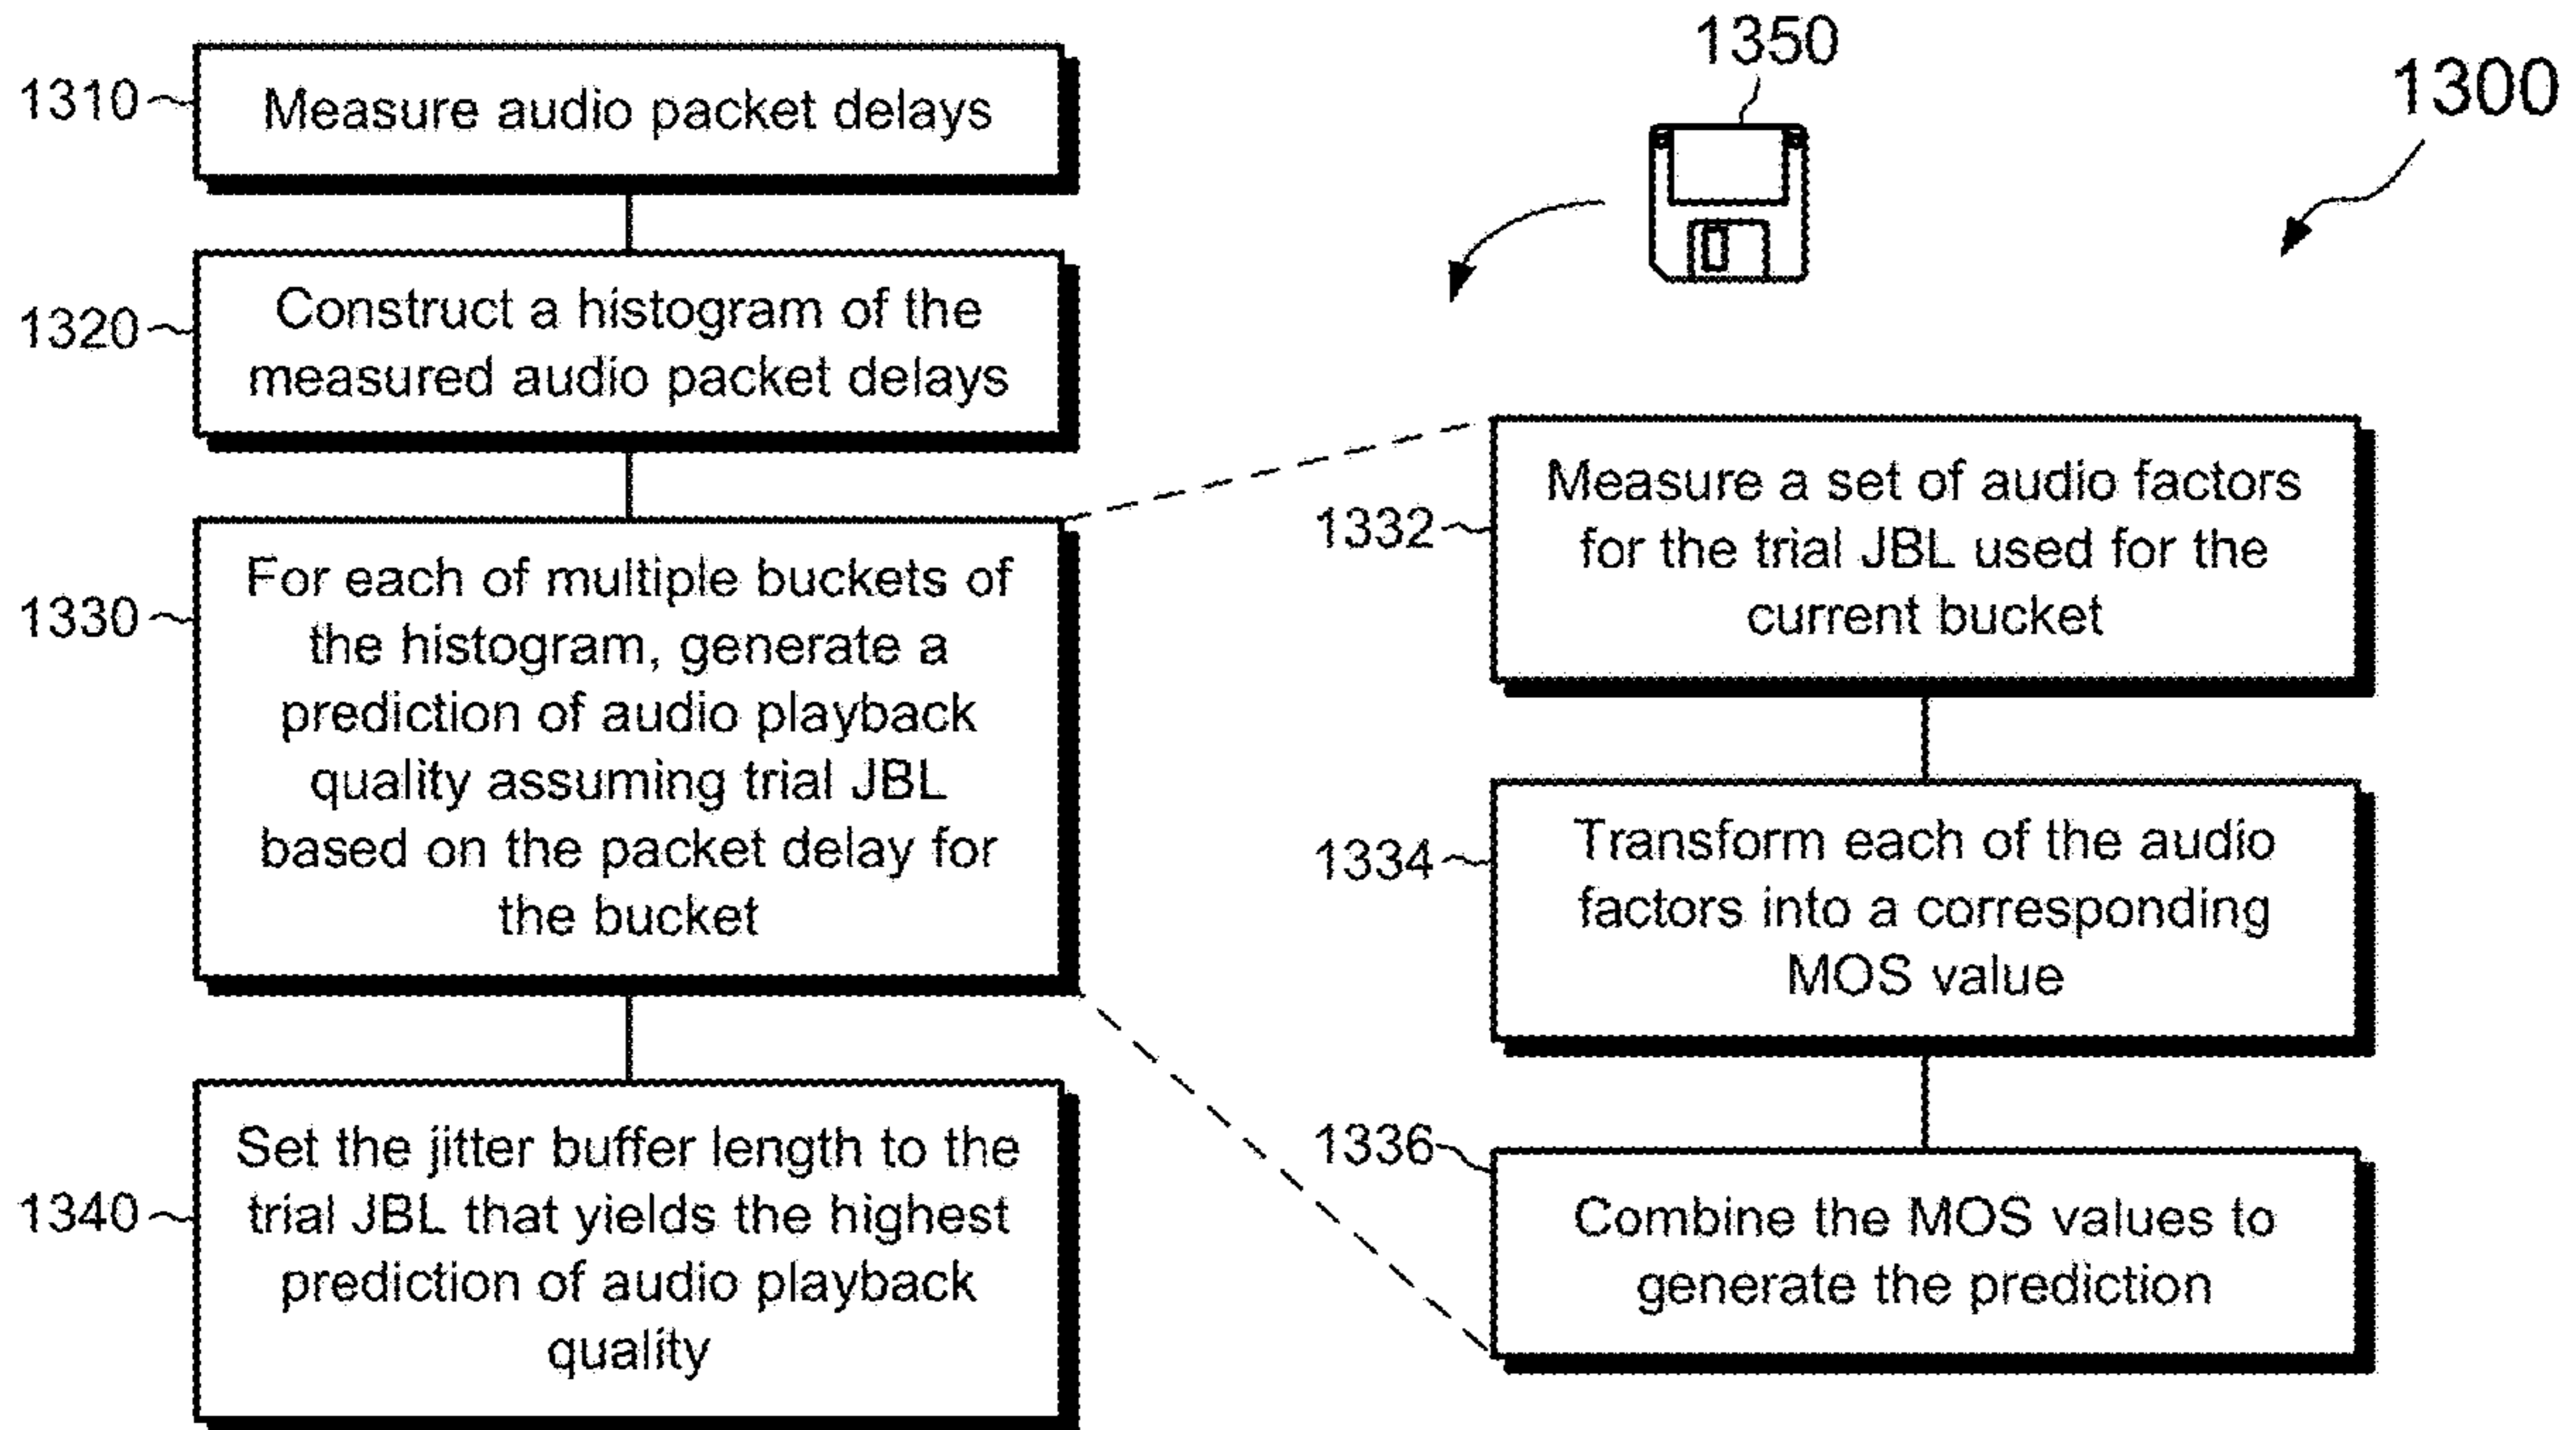 1310
Measure audio packet delays
1320
Construct a histogram of the
measured audio packet delays
1330
For each of multiple buckets of
the histogram, generate a
prediction of audio playback
quality assuming trial JBL
based on the packet delay for
the bucket
1340
Set the jitter buffer length to the
trial JBL that yields the highest
prediction of audio playback
quality
1350
1300
1332
Measure a set of audio factors
for the trial JBL used for the
current bucket
1334
Transform each of the audio
factors into a corresponding
MOS value
1336
Combine the MOS values to
generate the prediction